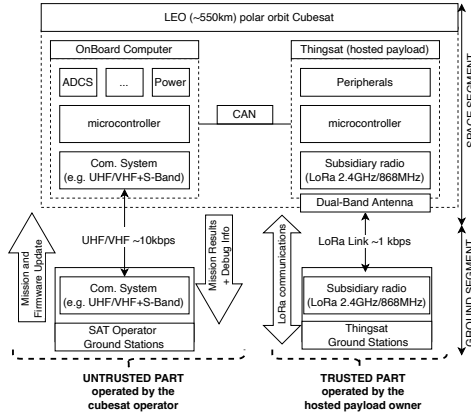 LEO (~550km) polar orbit Cubesat
OnBoard Computer
ADCS
...
Power
microcontroller
Com. System
(e.g. UHF/VHF+S-Band)
CAN
Thingsat (hosted payload)
Peripherals
microcontroller
Subsidiary radio
(LoRa 2.4GHz/868MHz)
Dual-Band Antenna
SPACE SEGMENT
Mission and
Firmware Update
UHF/VHF ~10kbps
Mission Results
+ Debug Info
LoRa communications
LoRa Link ~1 kbps
GROUND SEGMENT
Com. System
(e.g. UHF/VHF+S-Band)
SAT Operator
Ground Stations
Subsidiary radio
(LoRa 2.4GHz/868MHz)
Thingsat
Ground Stations
UNTRUSTED PART
operated by the
cubesat operator
TRUSTED PART
operated by the
hosted payload owner